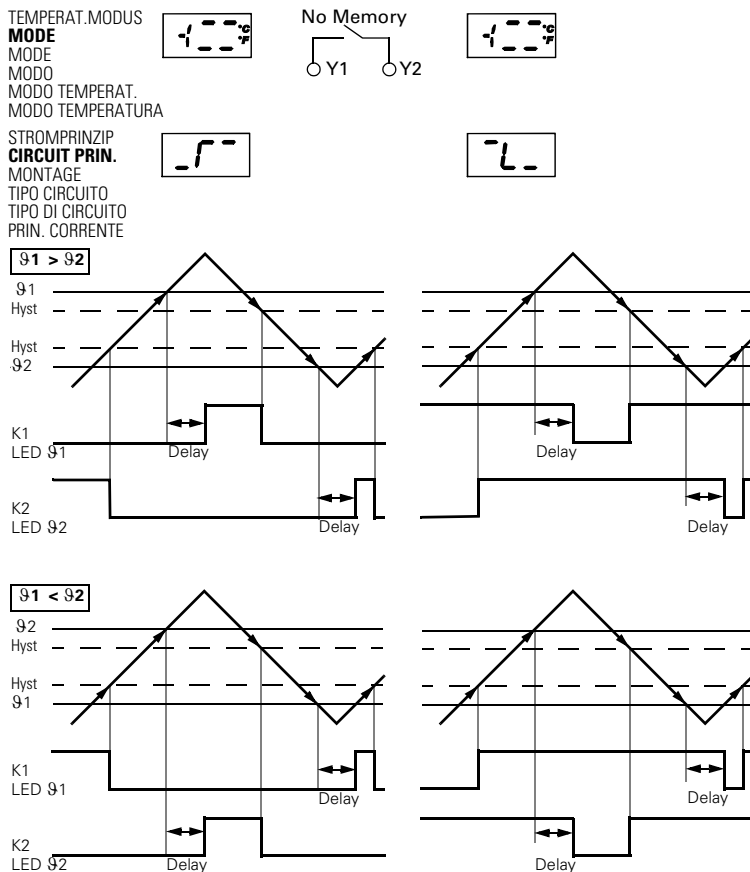 TEMPERAT.MODUS
MODE
MODE
MODO
MODO TEMPERAT.
MODO TEMPERATURA
°C
°F
No Memory
Y1 Y2
°C
°F
STROMPRINZIP
CIRCUIT PRIN.
MONTAGE
TIPO CIRCUITO
TIPO DI CIRCUITO
PRIN. CORRENTE
ϑ1 > ϑ2
ϑ1
Hyst
Hyst
ϑ2
K1
LED ϑ1
Delay
Delay
K2
LED ϑ2
Delay
Delay
ϑ1 < ϑ2
ϑ2
Hyst
Hyst
ϑ1
K1
LED ϑ1
Delay
Delay
K2
LED ϑ2
Delay
Delay